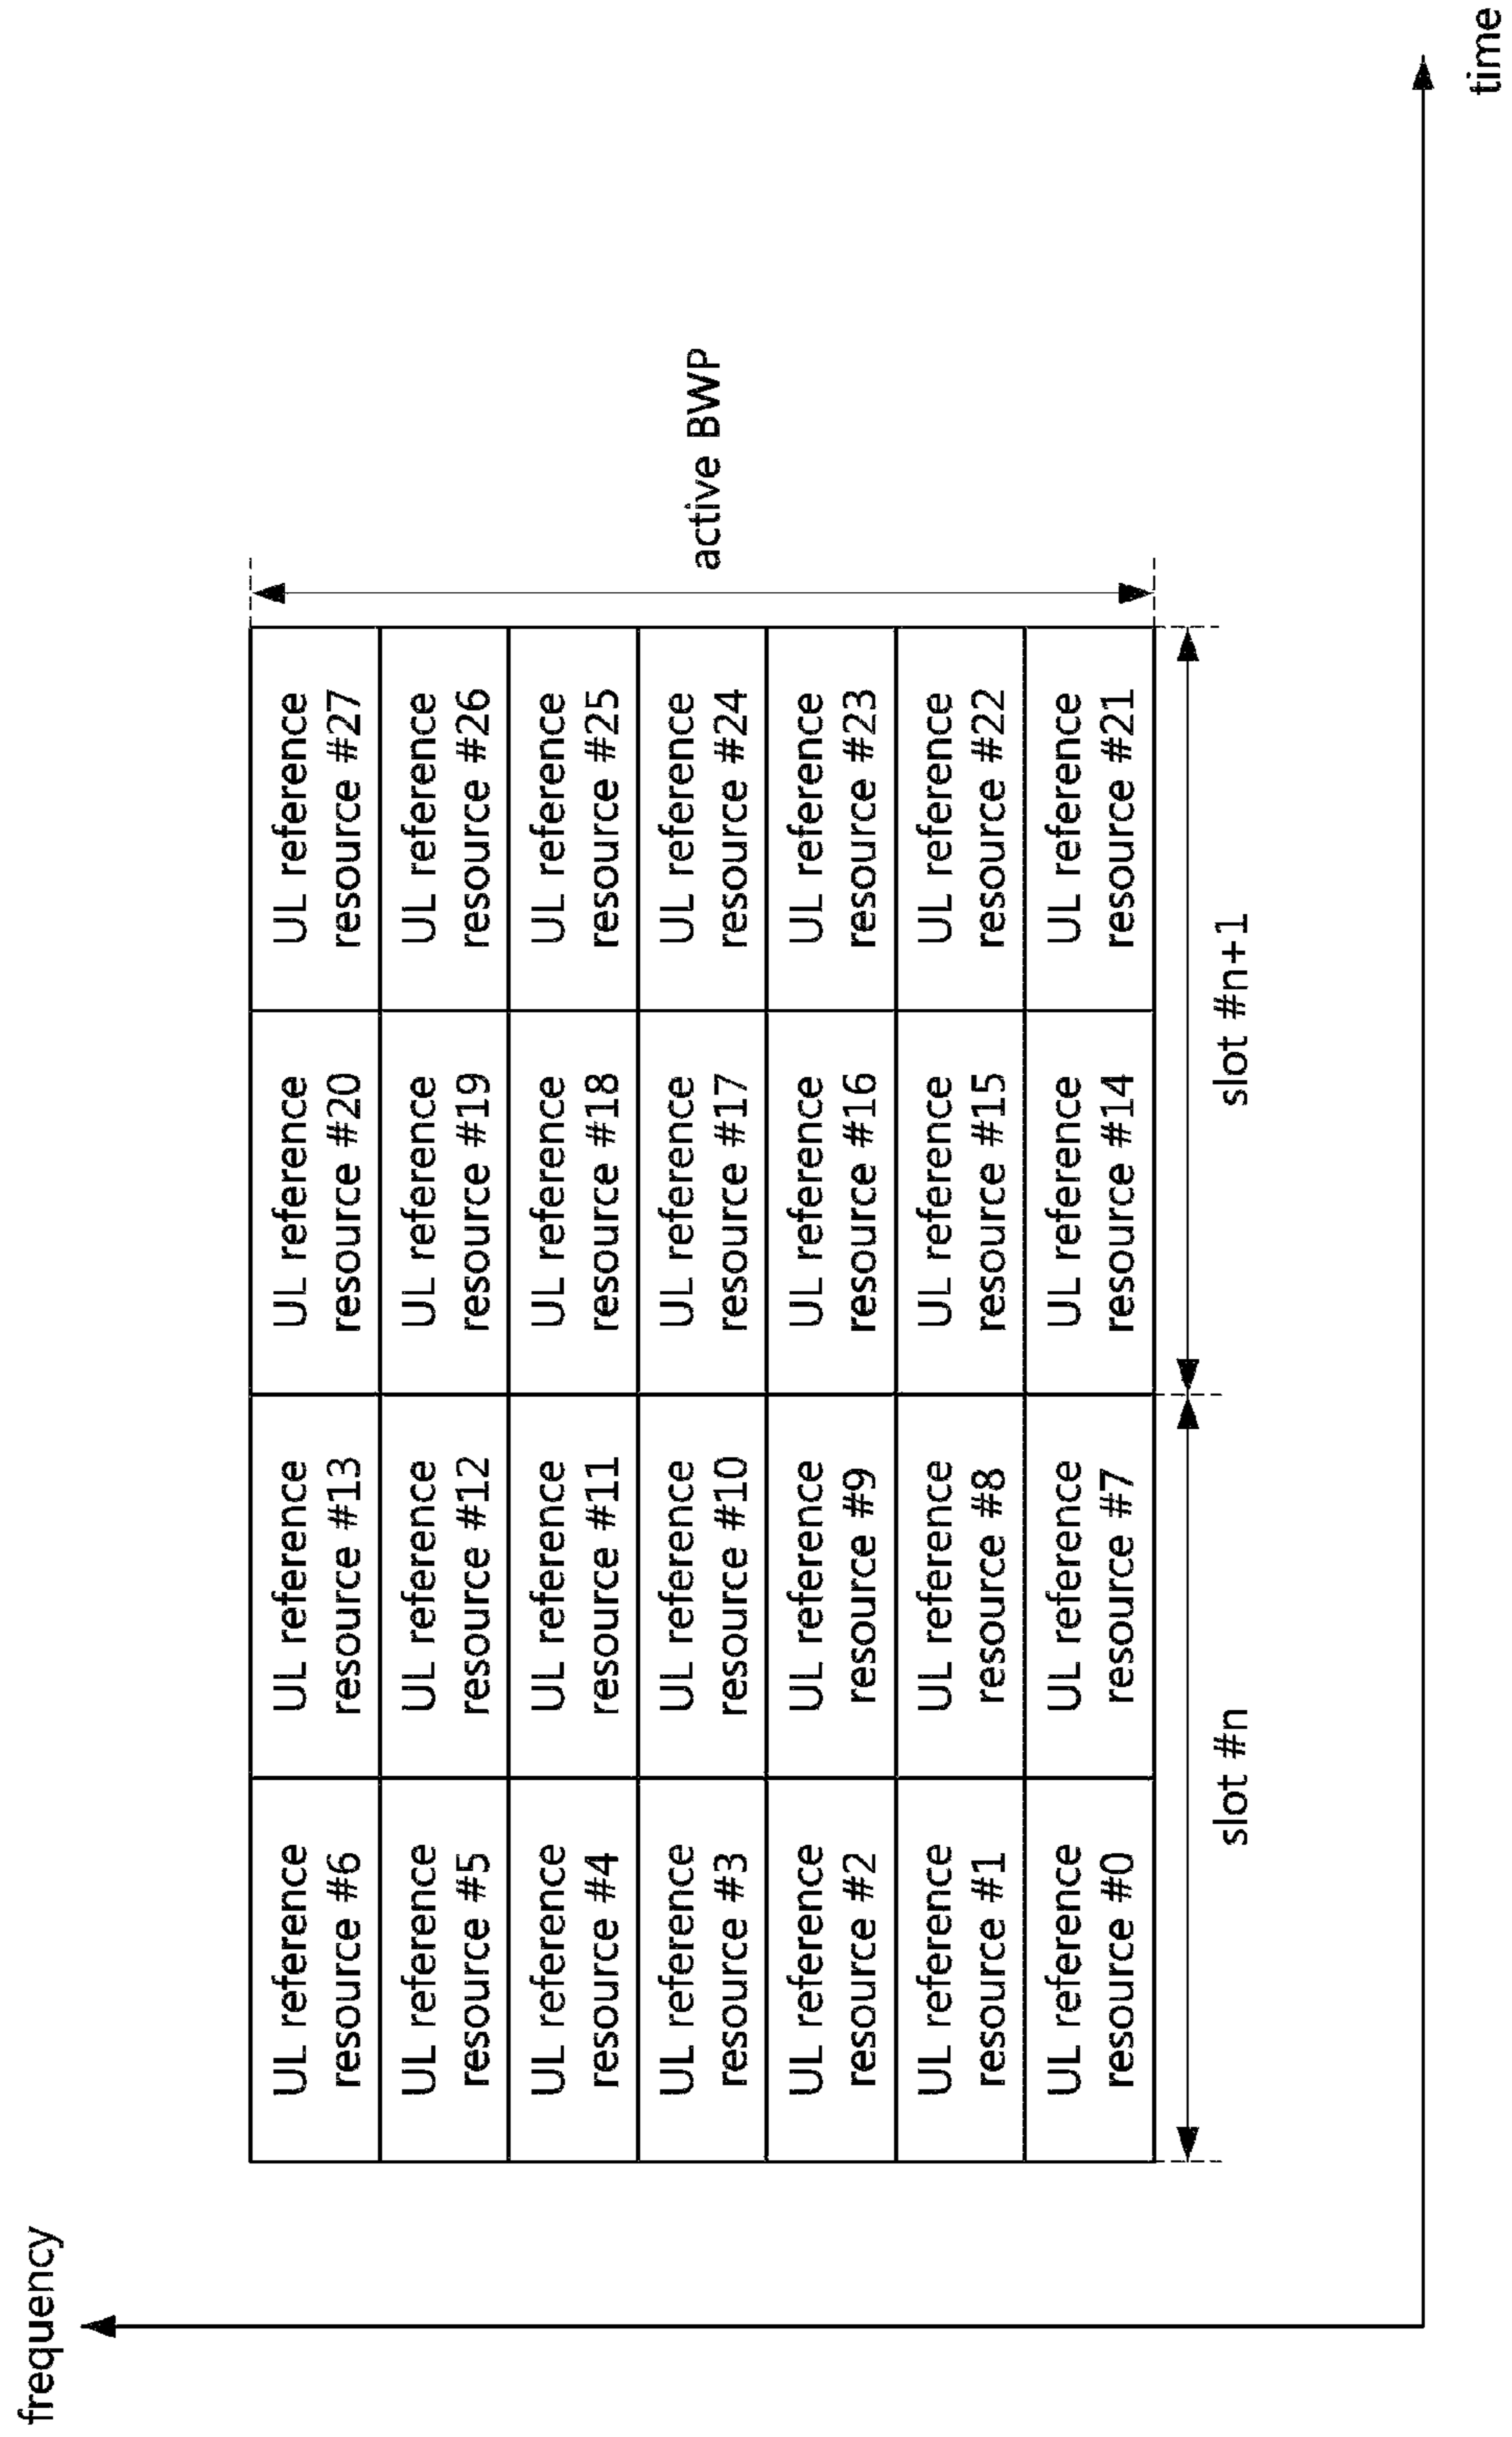 frequency
UL reference
resource #6
UL reference
resource #13
UL reference
resource #20
UL reference
resource #27
UL reference
resource #5
UL reference
resource #12
UL reference
resource #19
UL reference
resource #26
UL reference
resource #4
UL reference
resource #11
UL reference
resource #18
UL reference
resource #25
UL reference
resource #3
UL reference
resource #10
UL reference
resource #17
UL reference
resource #24
active BWP
UL reference
resource #2
UL reference
resource #9
UL reference
resource #16
UL reference
resource #23
UL reference
resource #1
UL reference
resource #8
UL reference
resource #15
UL reference
resource #22
UL reference
resource #0
UL reference
resource #7
UL reference
resource #14
UL reference
resource #21
slot #n
slot #n+1
time